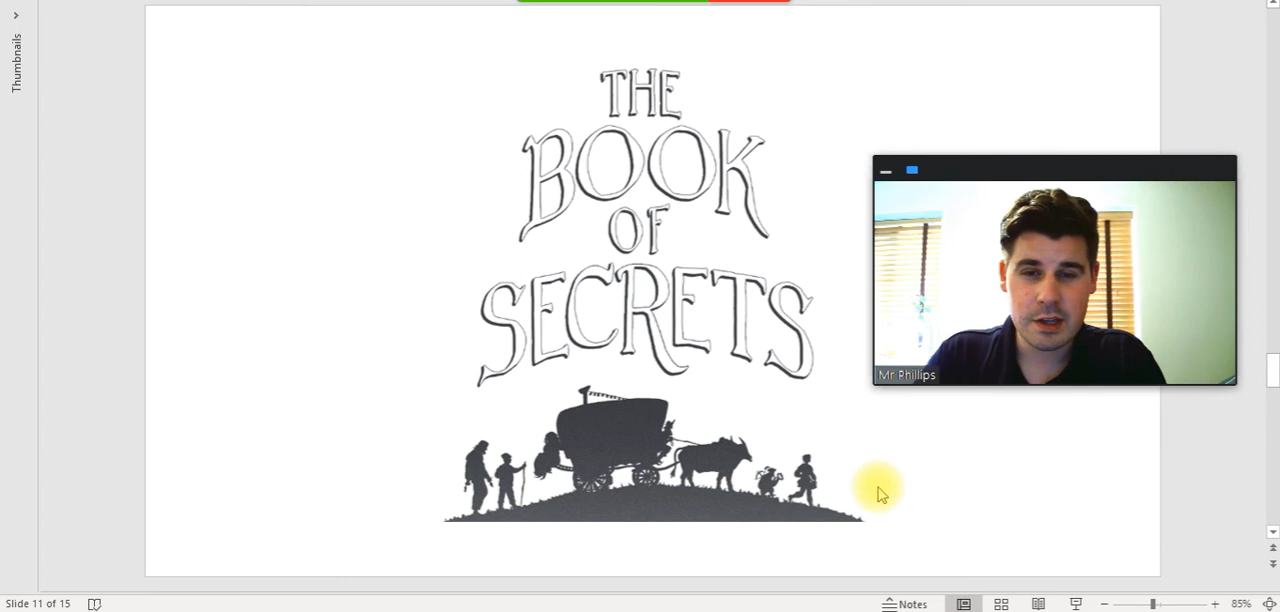 Thumbnails
THE
BOOK
OF
SECRETS
Mr Phillips
Slide 11 of 15
Notes
85%